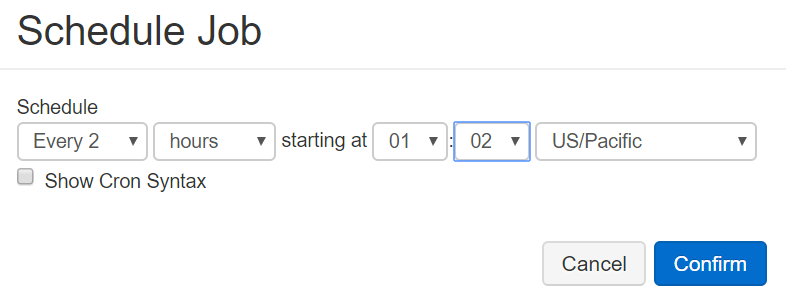 Schedule Job
Schedule
Every 2 hours starting at 01 : 02 US/Pacific
Show Cron Syntax
Cancel Confirm